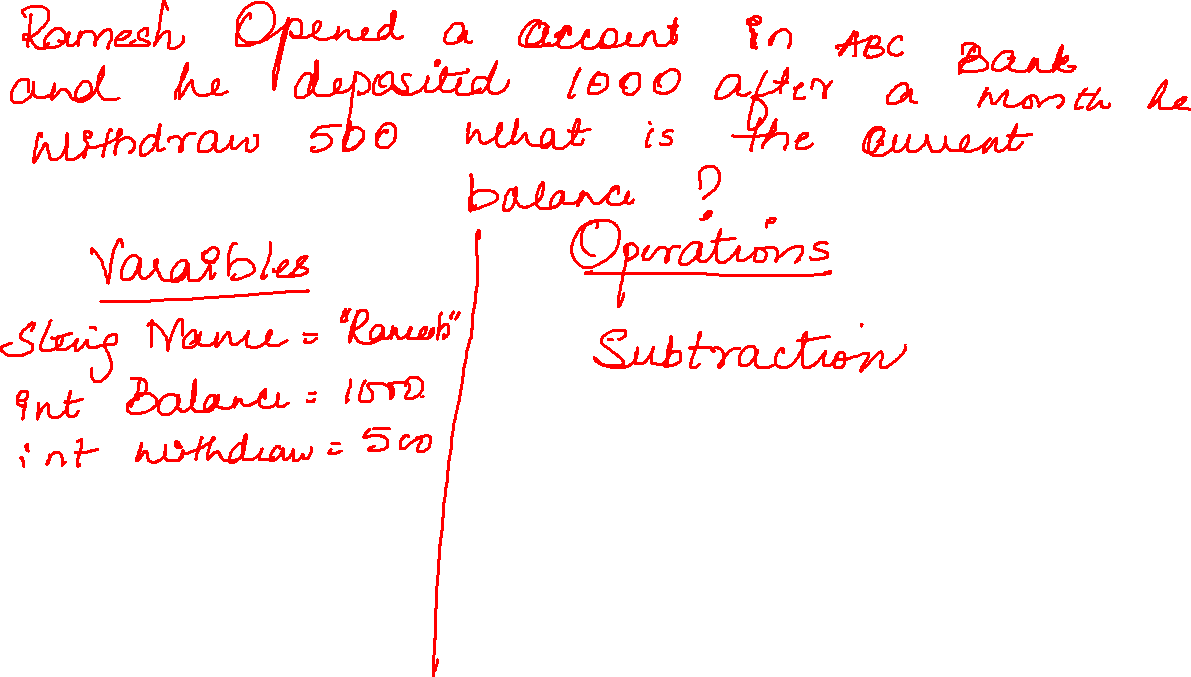 Ramesh Opened a account in ABC Bank
and he deposited 1000 after a month he
withdraw 500 what is the current
balance ?
Varaibles
Operations
String Name = "Ramesh"
Subtraction
int Balance = 1000
int withdraw = 500